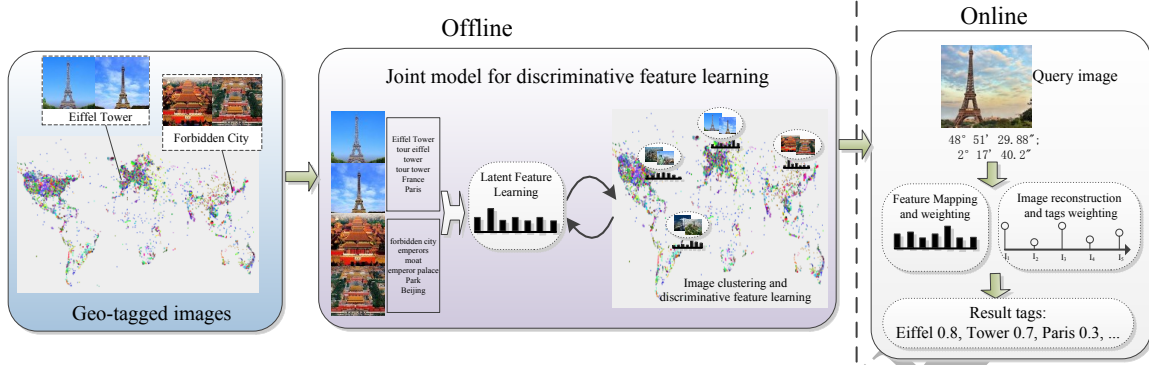 Offline
Online
Eiffel Tower
Forbidden City
Geo-tagged images
Joint model for discriminative feature learning
Eiffel Tower
tour eiffel
tower
tour tower
France
Paris
forbidden city
emperors
moat
emperor palace
Park
Beijing
Latent Feature
Learning
Image clustering and
discriminative feature learning
Query image
48° 51' 29.88";
2° 17' 40.2"
Feature Mapping
and weighting
Image reconstruction
and tags weighting
I₁ I₂ I₃ I₄ I₅
Result tags:
Eiffel 0.8, Tower 0.7, Paris 0.3, ...